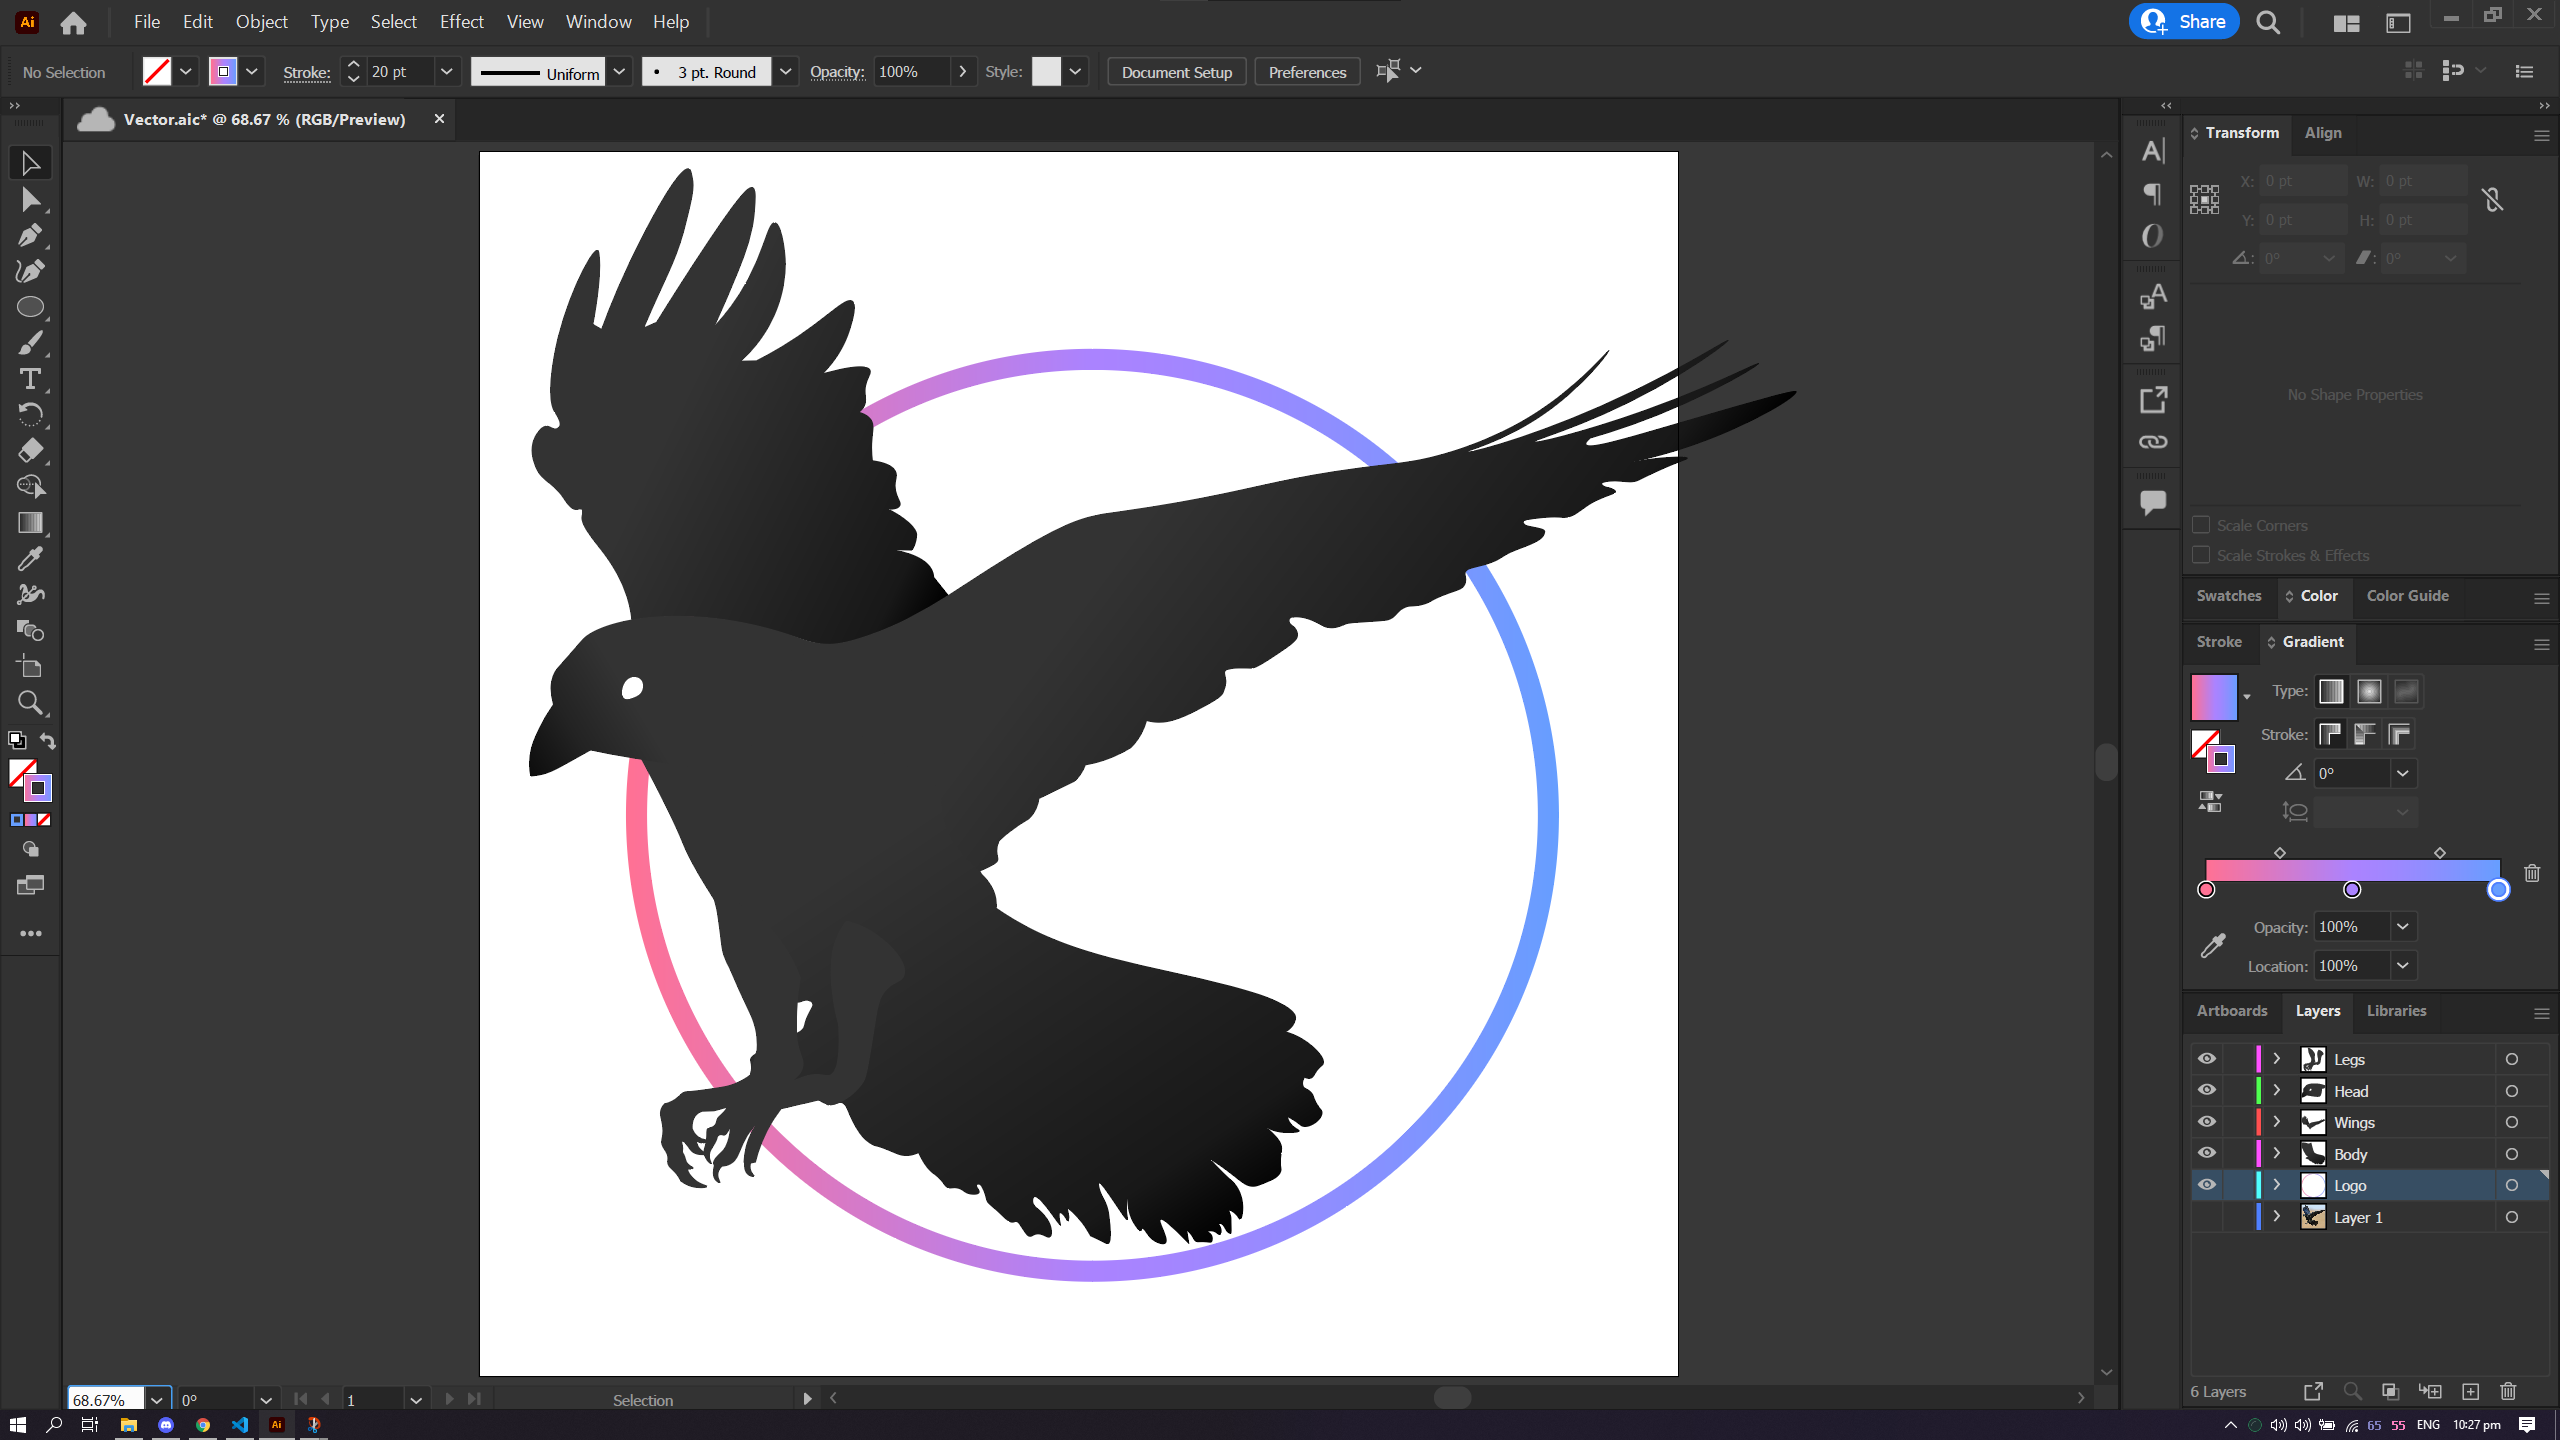 Ai File Edit Object Type Select Effect View Window Help Share
No Selection Stroke: 20 pt Uniform 3 pt. Round Opacity: 100% Style: Document Setup Preferences
Vector.aic* @ 68.67 % (RGB/Preview)
Transform Align
X: 0 pt W: 0 pt
Y: 0 pt H: 0 pt
0° 0°
No Shape Properties
Scale Corners
Scale Strokes & Effects
Swatches Color Color Guide
Stroke Gradient
Type:
Stroke:
0°
Opacity: 100%
Location: 100%
Artboards Layers Libraries
Legs
Head
Wings
Body
Logo
Layer 1
6 Layers
68.67% 0° 1 Selection
Ai 65 55 ENG 10:27 pm